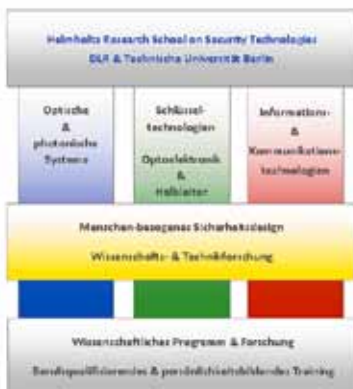 Helmholtz Research School on Security Technologies
DLR & Technische Universität Berlin
Optische
&
photonische
Systeme
Schlüssel-
technologien
Optoelektronik
&
Halbleiter
Informations-
&
Kommunikations-
technologien
Menschen-bezogenes Sicherheitsdesign
Wissenschafts- & Technikforschung
Wissenschaftliches Programm & Forschung
Berufsqualifizierendes & persönlichkeitsbildendes Training